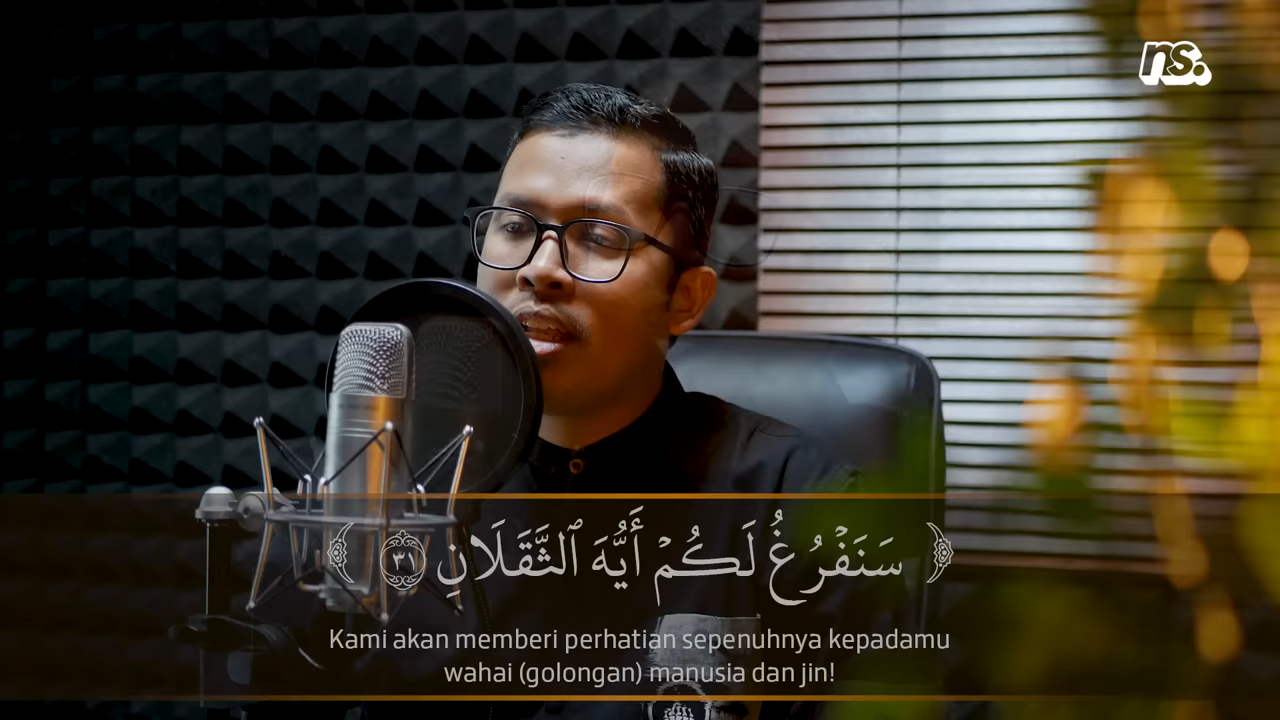 ns.
﴿ سَنَفْرُغُ لَكُمْ أَيُّهَ ٱلثَّقَلَانِ ٣١ ﴾
Kami akan memberi perhatian sepenuhnya kepadamu
wahai (golongan) manusia dan jin!